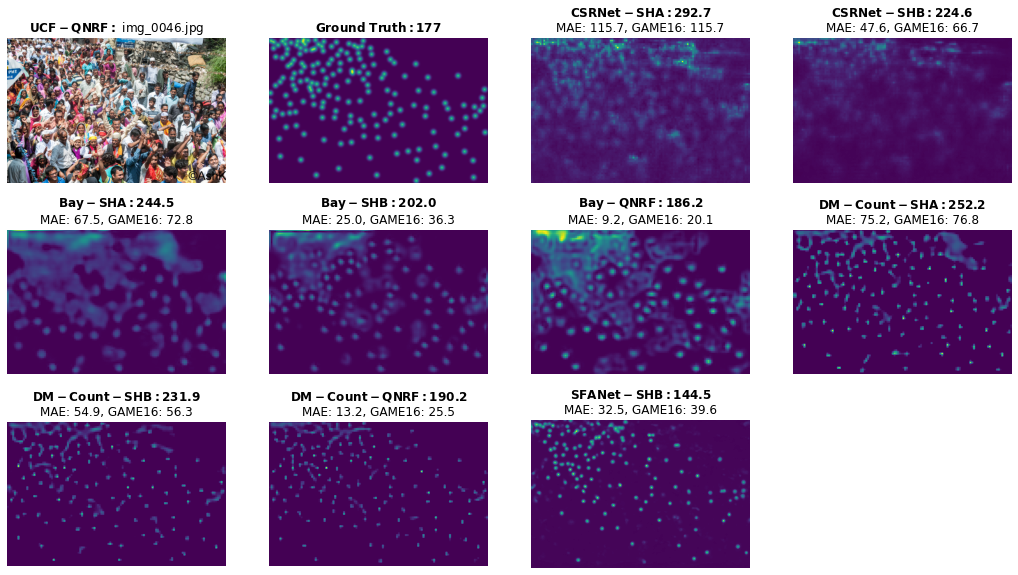 UCF − QNRF : img_0046.jpg
Ground Truth : 177
CSRNet − SHA : 292.7
MAE: 115.7, GAME16: 115.7
CSRNet − SHB : 224.6
MAE: 47.6, GAME16: 66.7
Bay − SHA : 244.5
MAE: 67.5, GAME16: 72.8
Bay − SHB : 202.0
MAE: 25.0, GAME16: 36.3
Bay − QNRF : 186.2
MAE: 9.2, GAME16: 20.1
DM − Count − SHA : 252.2
MAE: 75.2, GAME16: 76.8
DM − Count − SHB : 231.9
MAE: 54.9, GAME16: 56.3
DM − Count − QNRF : 190.2
MAE: 13.2, GAME16: 25.5
SFANet − SHB : 144.5
MAE: 32.5, GAME16: 39.6